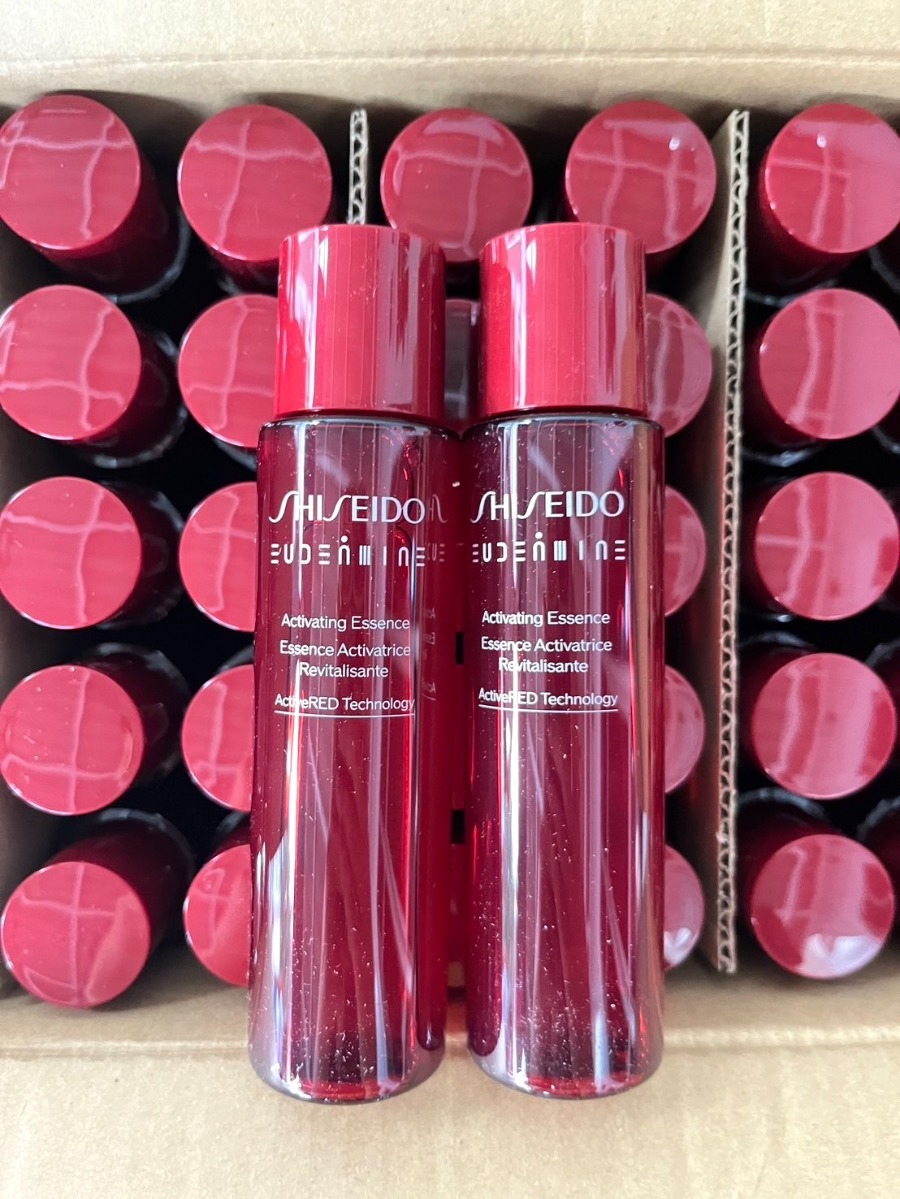 SHISEIDO
EUDERMINE
Activating Essence
Essence Activatrice
Revitalisante
ActiveRED Technology
SHISEIDO
EUDERMINE
Activating Essence
Essence Activatrice
Revitalisante
ActiveRED Technology